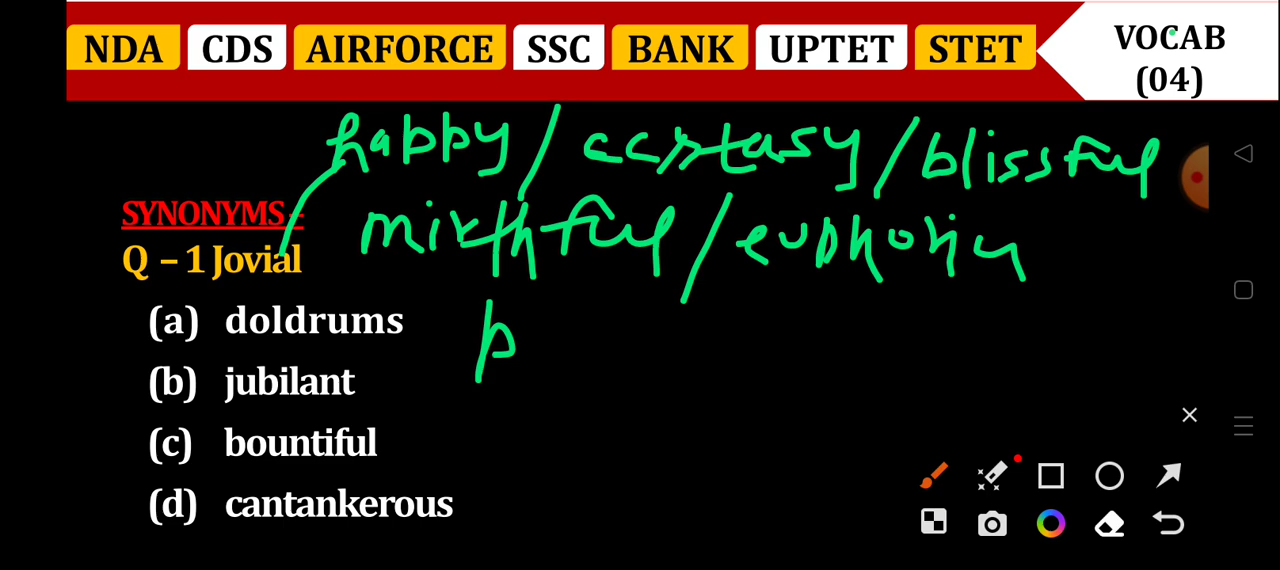 NDA CDS AIRFORCE SSC BANK UPTET STET
VOCAB
(04)
happy / ecstasy / blissful
SYNONYMS :-
mirthful / euphoria
Q – 1 Jovial
(a) doldrums
p
(b) jubilant
(c) bountiful
(d) cantankerous